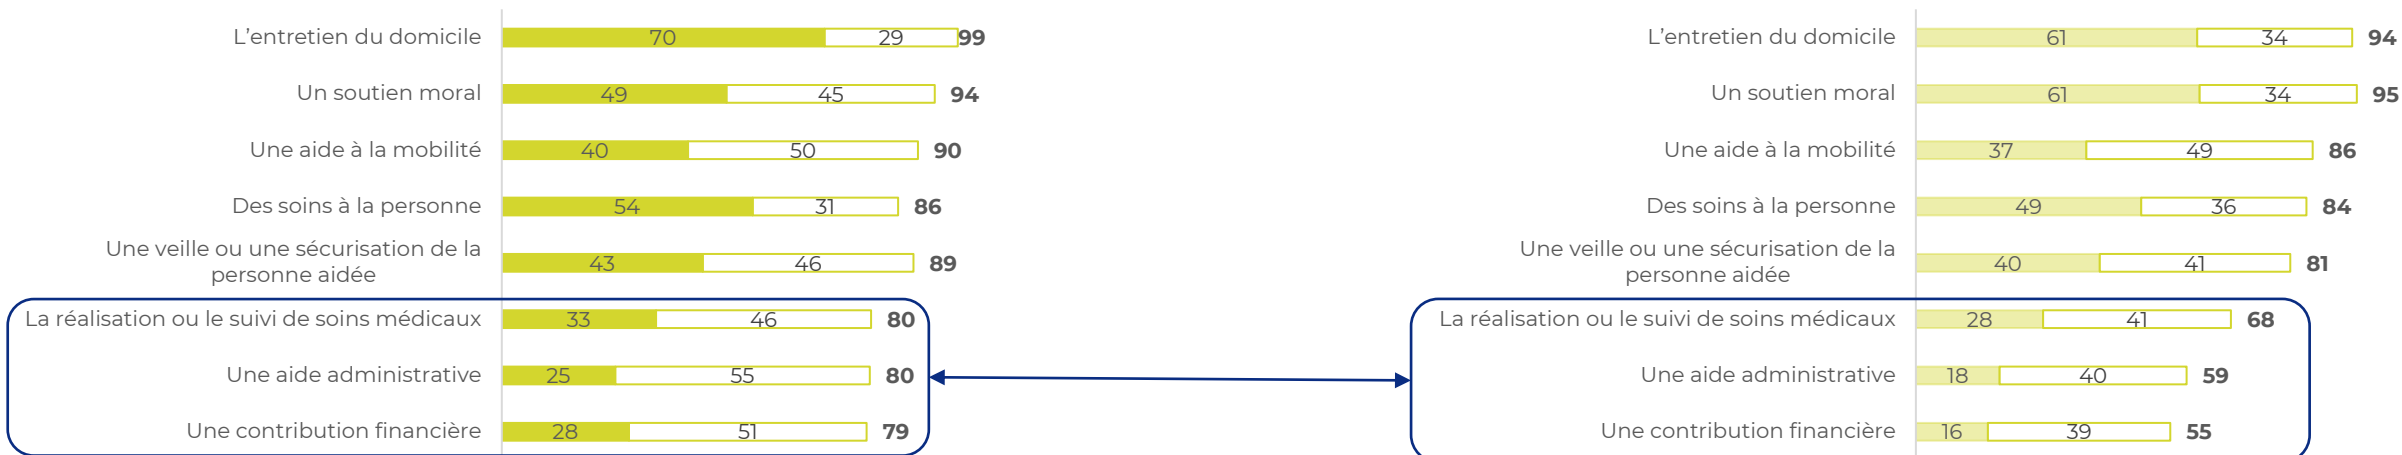 L'entretien du domicile 70 29 99
Un soutien moral 49 45 94
Une aide à la mobilité 40 50 90
Des soins à la personne 54 31 86
Une veille ou une sécurisation de la
personne aidée 43 46 89
La réalisation ou le suivi de soins médicaux 33 46 80
Une aide administrative 25 55 80
Une contribution financière 28 51 79
L'entretien du domicile 61 34 94
Un soutien moral 61 34 95
Une aide à la mobilité 37 49 86
Des soins à la personne 49 36 84
Une veille ou une sécurisation de la
personne aidée 40 41 81
La réalisation ou le suivi de soins médicaux 28 41 68
Une aide administrative 18 40 59
Une contribution financière 16 39 55